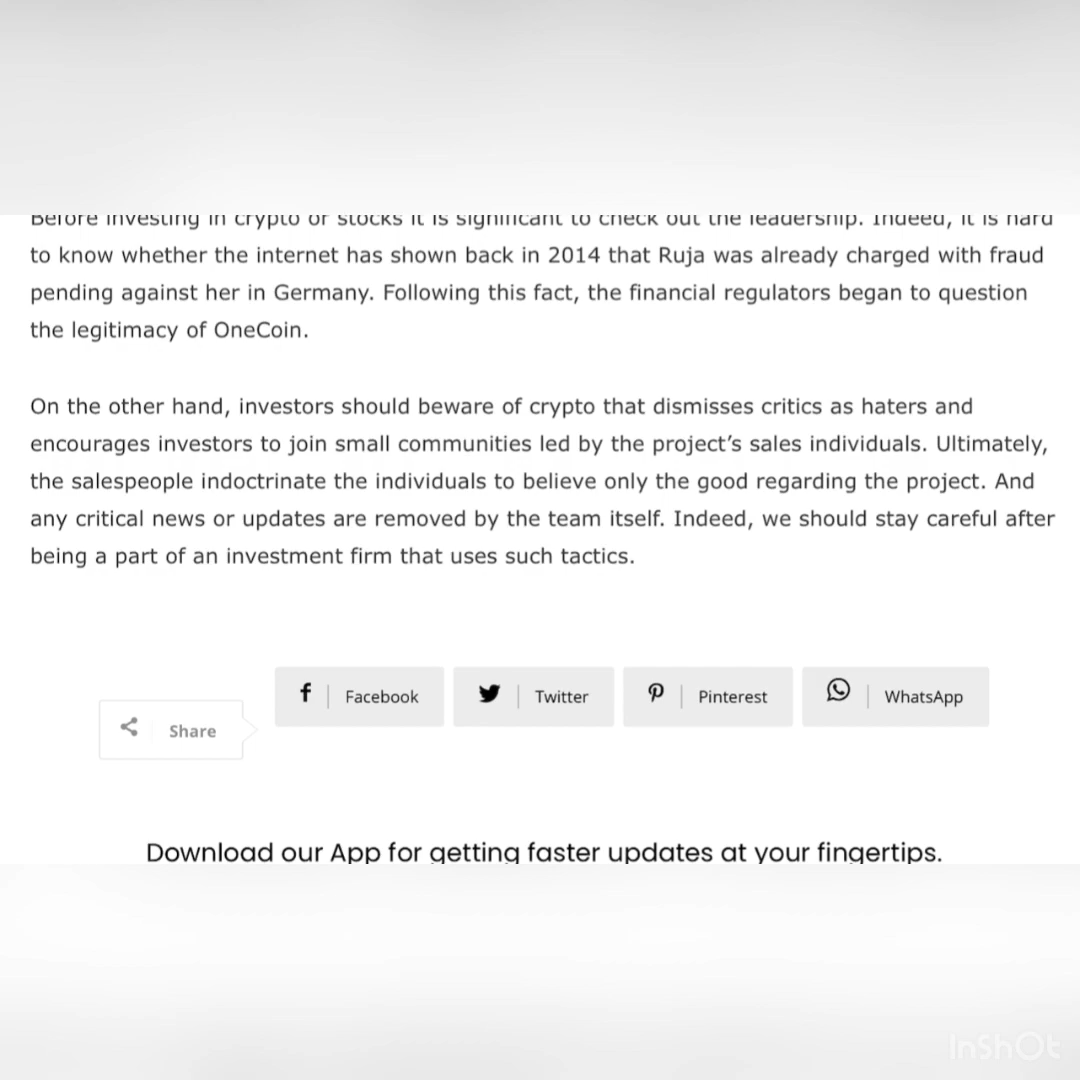 Before investing in crypto or stocks it is significant to check out the leadership. Indeed, it is hard
to know whether the internet has shown back in 2014 that Ruja was already charged with fraud
pending against her in Germany. Following this fact, the financial regulators began to question
the legitimacy of OneCoin.
On the other hand, investors should beware of crypto that dismisses critics as haters and
encourages investors to join small communities led by the project’s sales individuals. Ultimately,
the salespeople indoctrinate the individuals to believe only the good regarding the project. And
any critical news or updates are removed by the team itself. Indeed, we should stay careful after
being a part of an investment firm that uses such tactics.
Share
Facebook
Twitter
Pinterest
WhatsApp
Download our App for getting faster updates at your fingertips.
InShOt